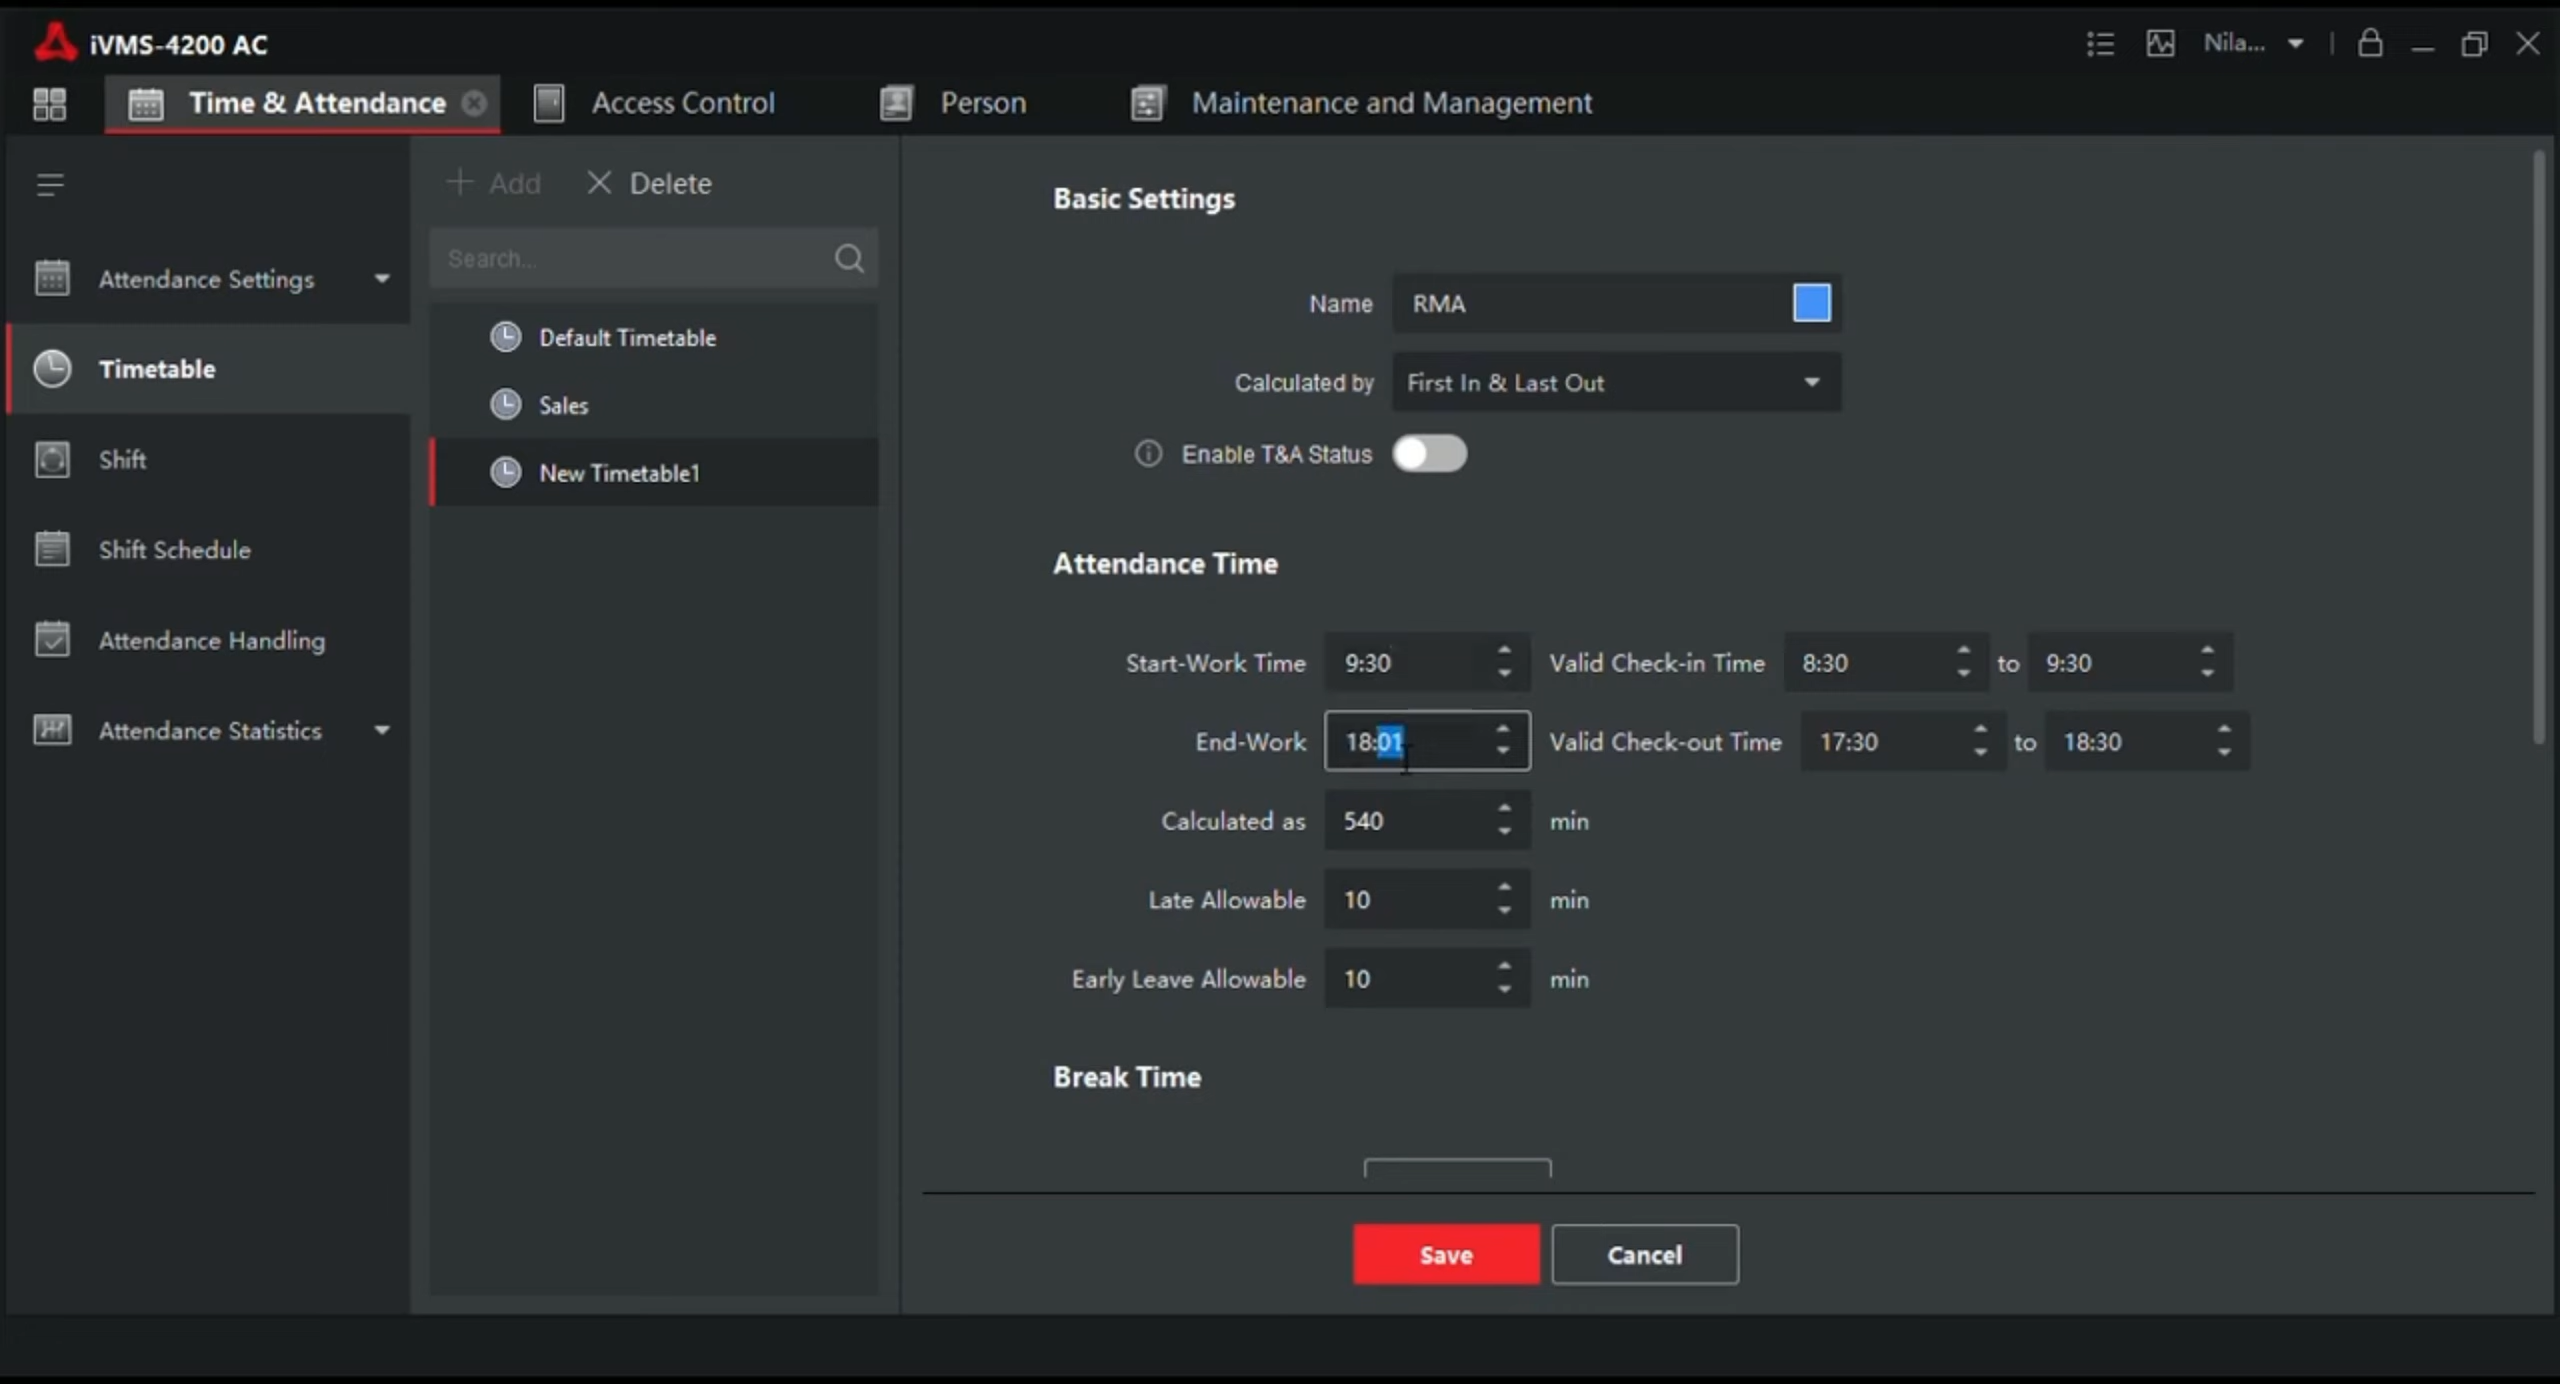 iVMS-4200 AC
Nila...
Time & Attendance
Access Control
Person
Maintenance and Management
Attendance Settings
Timetable
Shift
Shift Schedule
Attendance Handling
Attendance Statistics
Add
Delete
Search...
Default Timetable
Sales
New Timetable1
Basic Settings
Name RMA
Calculated by First In & Last Out
Enable T&A Status
Attendance Time
Start-Work Time 9:30 Valid Check-in Time 8:30 to 9:30
End-Work 18:01 Valid Check-out Time 17:30 to 18:30
Calculated as 540 min
Late Allowable 10 min
Early Leave Allowable 10 min
Break Time
Save Cancel